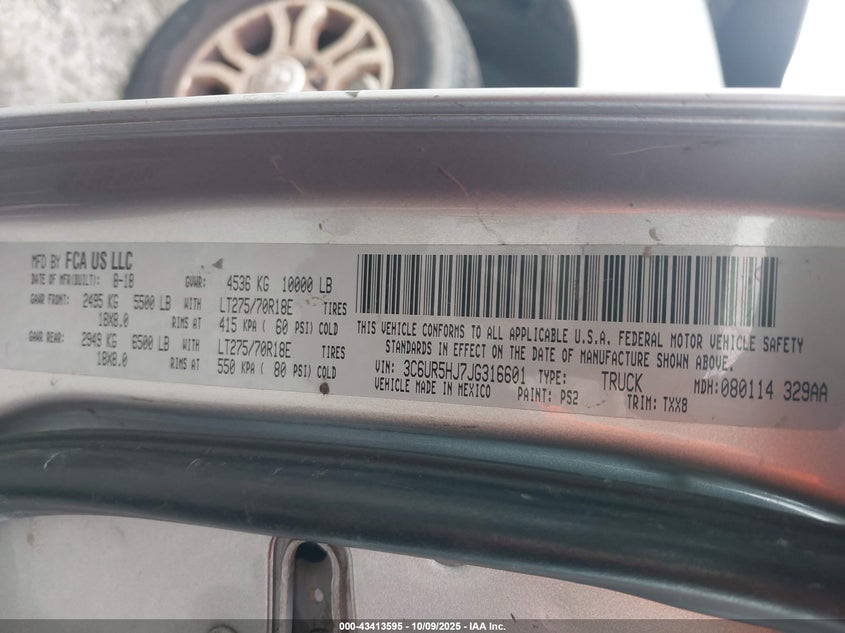 MFD BY FCA US LLC
DATE OF MFR(BUILT): 8-18 GVWR: 4536 KG 10000 LB
GAWR FRONT: 2495 KG 5500 LB WITH LT275/70R18E TIRES
18X8.0 RIMS AT 415 KPA ( 60 PSI) COLD
GAWR REAR: 2949 KG 6500 LB WITH LT275/70R18E TIRES
18X8.0 RIMS AT 550 KPA ( 80 PSI) COLD
THIS VEHICLE CONFORMS TO ALL APPLICABLE U.S.A. FEDERAL MOTOR VEHICLE SAFETY
STANDARDS IN EFFECT ON THE DATE OF MANUFACTURE SHOWN ABOVE.
VIN: 3C6UR5HJ7JG316601 TYPE: TRUCK MDH: 080114 329AA
VEHICLE MADE IN MEXICO PAINT: PS2 TRIM: TXX8
000-43413595 - 10/09/2025 - IAA Inc.